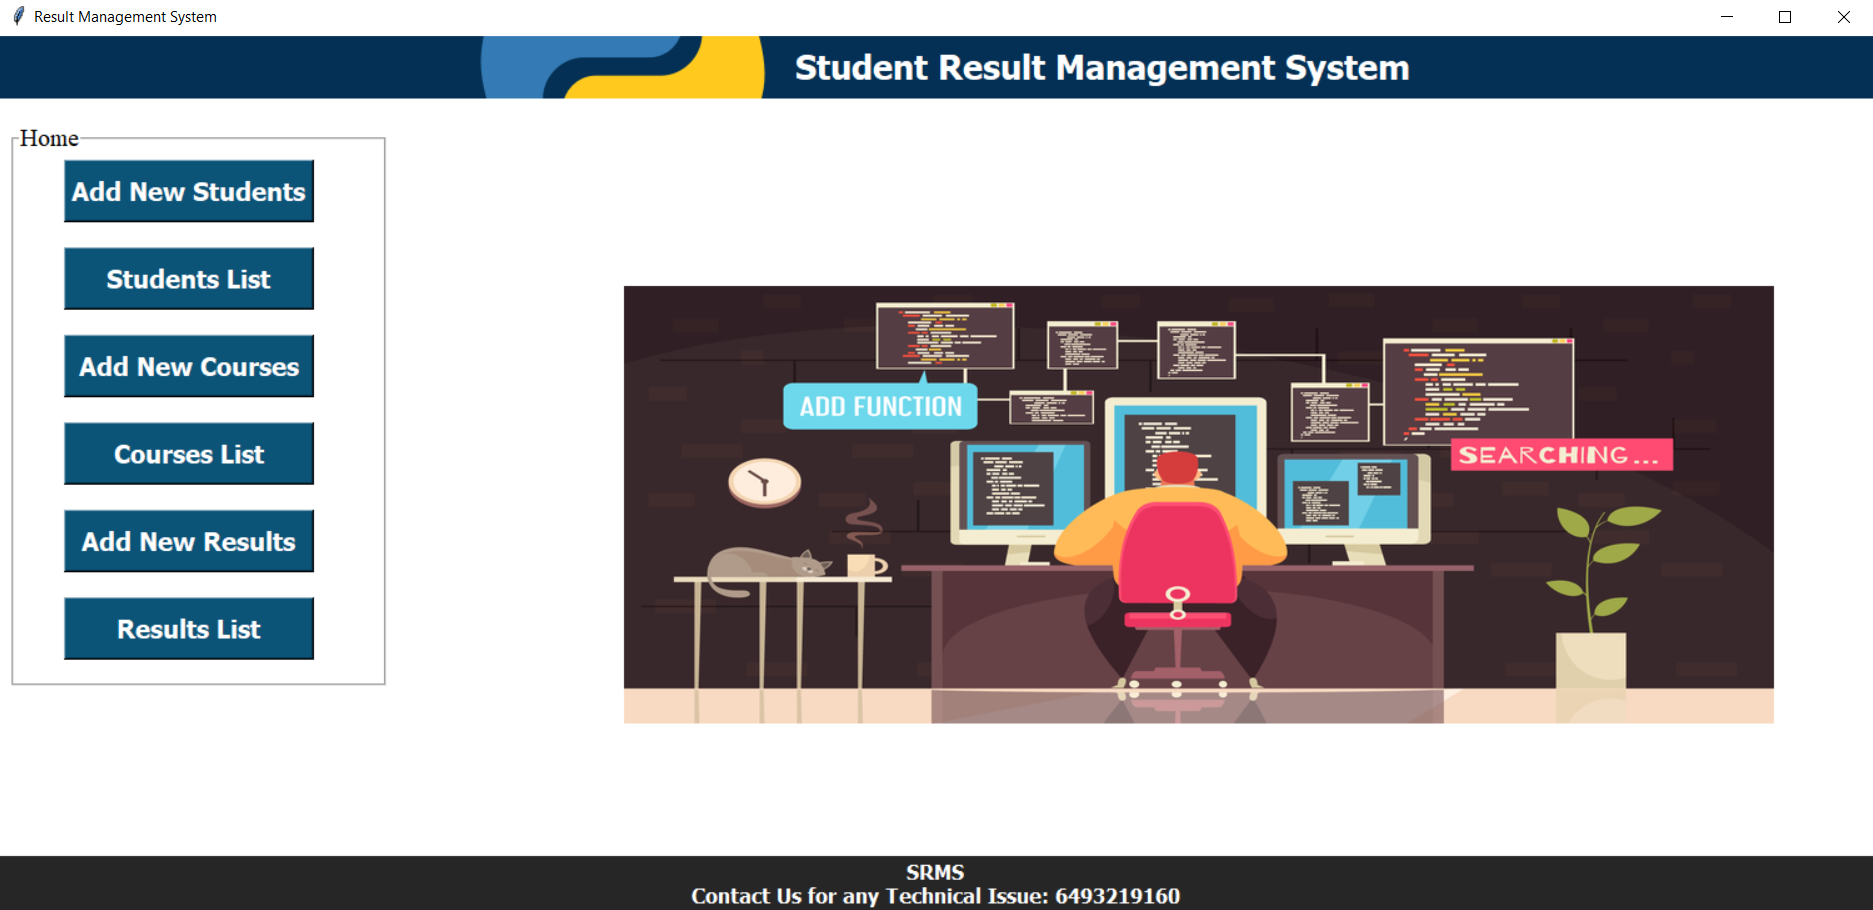 Result Management System
Student Result Management System
Home
Add New Students
Students List
Add New Courses
Courses List
Add New Results
Results List
ADD FUNCTION
SEARCHING...
SRMS
Contact Us for any Technical Issue: 6493219160